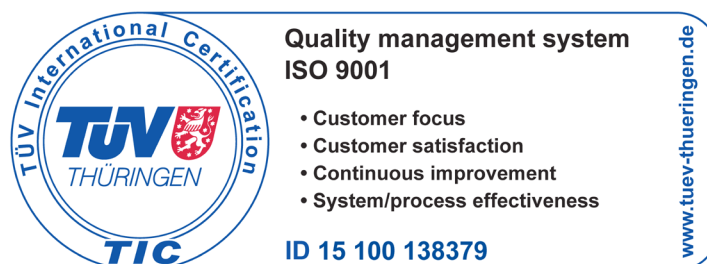 TÜV International Certification
TÜV
THÜRINGEN
TIC
Quality management system
ISO 9001
• Customer focus
• Customer satisfaction
• Continuous improvement
• System/process effectiveness
ID 15 100 138379
www.tuev-thueringen.de